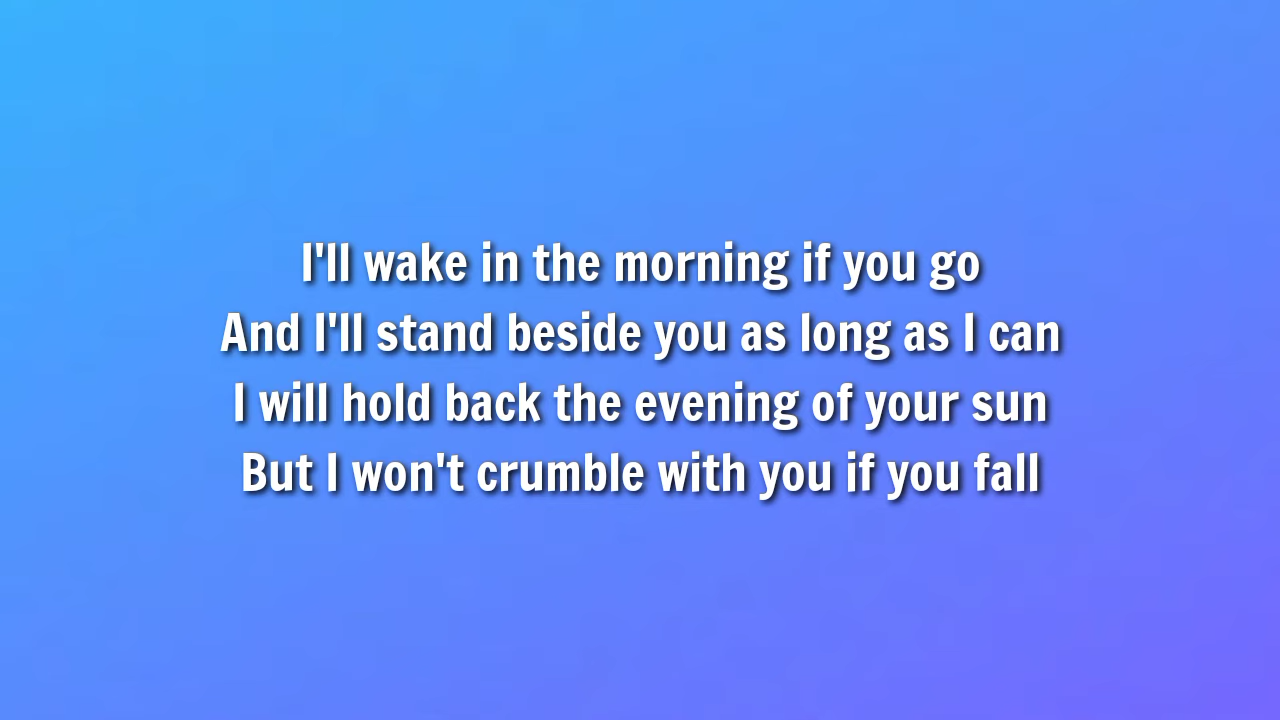 I'll wake in the morning if you go
And I'll stand beside you as long as I can
I will hold back the evening of your sun
But I won't crumble with you if you fall